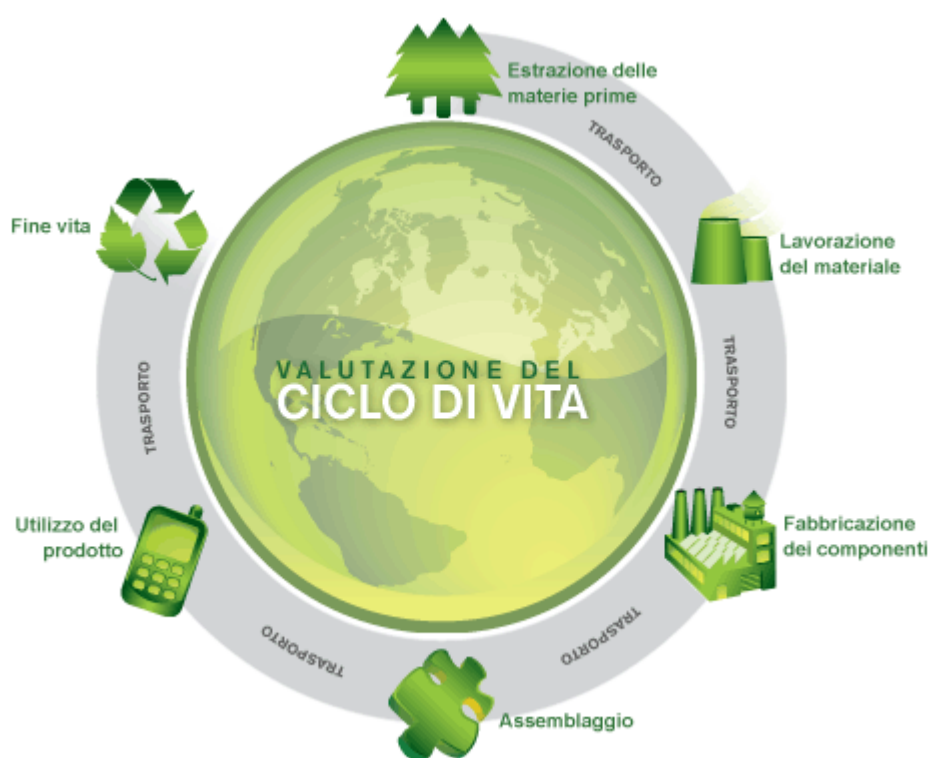 Estrazione delle
materie prime
TRASPORTO
Lavorazione
del materiale
TRASPORTO
Fabbricazione
dei componenti
TRASPORTO
Assemblaggio
TRASPORTO
Utilizzo del
prodotto
TRASPORTO
Fine vita
VALUTAZIONE DEL
CICLO DI VITA